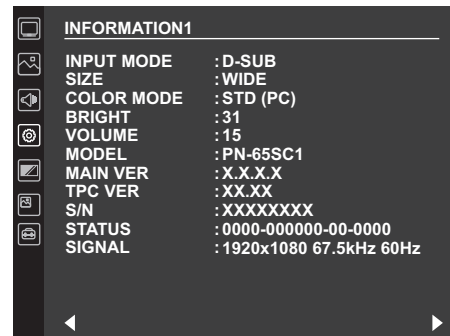 INFORMATION1
INPUT MODE : D-SUB
SIZE : WIDE
COLOR MODE : STD (PC)
BRIGHT : 31
VOLUME : 15
MODEL : PN-65SC1
MAIN VER : X.X.X.X
TPC VER : XX.XX
S/N : XXXXXXXX
STATUS : 0000-000000-00-0000
SIGNAL : 1920x1080 67.5kHz 60Hz